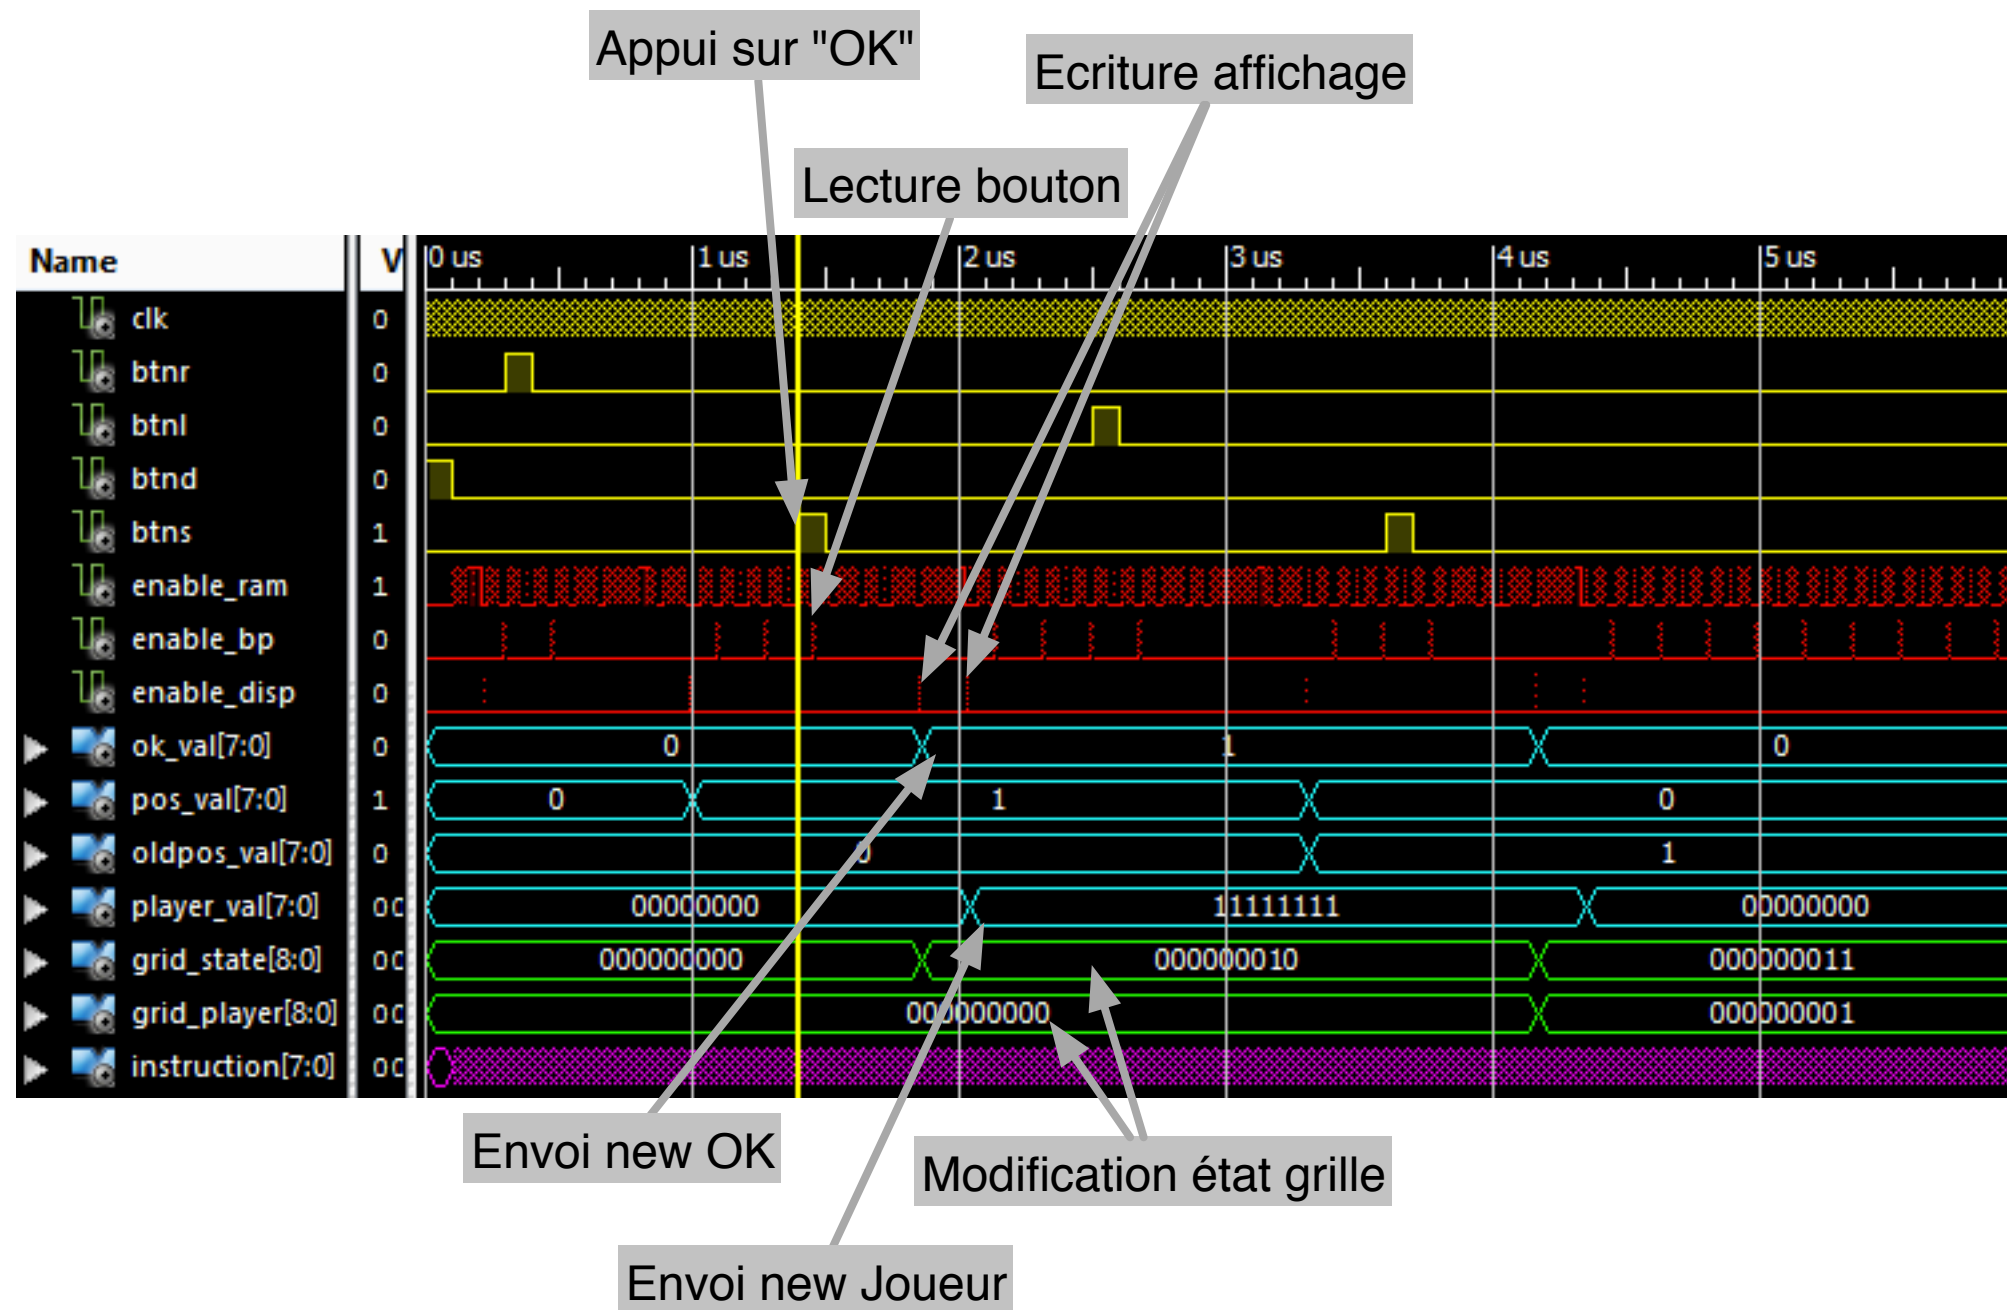 Appui sur "OK"
Ecriture affichage
Lecture bouton
Name V 0 us 1 us 2 us 3 us 4 us 5 us
clk 0
btnr 0
btnl 0
btnd 0
btns 1
enable_ram 1
enable_bp 0
enable_disp 0
ok_val[7:0] 0 0 1 0
pos_val[7:0] 1 0 1 0
oldpos_val[7:0] 0 0 1
player_val[7:0] 00 00000000 11111111 00000000
grid_state[8:0] 00 000000000 000000010 000000011
grid_player[8:0] 00 000000000 000000001
instruction[7:0] 00
Envoi new OK
Modification état grille
Envoi new Joueur